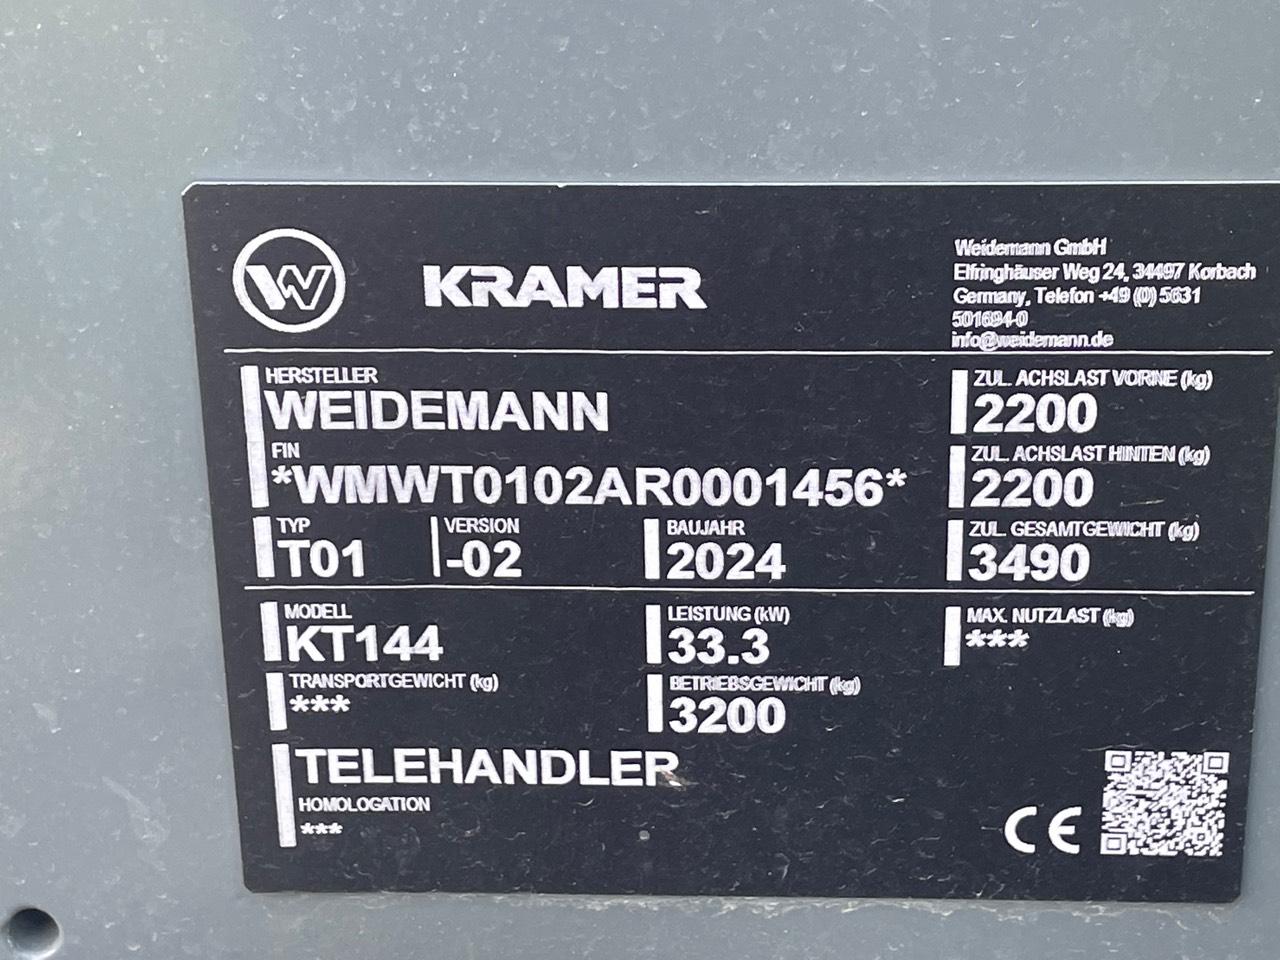 W KRAMER
Weidemann GmbH
Elfringhäuser Weg 24, 34497 Korbach
Germany, Telefon +49 (0) 5631
501694-0
info@weidemann.de
HERSTELLER
WEIDEMANN
FIN
*WMWT0102AR0001456*
TYP
T01
VERSION
-02
BAUJAHR
2024
ZUL. ACHSLAST VORNE (kg)
2200
ZUL. ACHSLAST HINTEN (kg)
2200
ZUL. GESAMTGEWICHT (kg)
3490
MODELL
KT144
LEISTUNG (kW)
33.3
MAX. NUTZLAST (kg)
***
TRANSPORTGEWICHT (kg)
***
BETRIEBSGEWICHT (kg)
3200
TELEHANDLER
HOMOLOGATION
***
CE